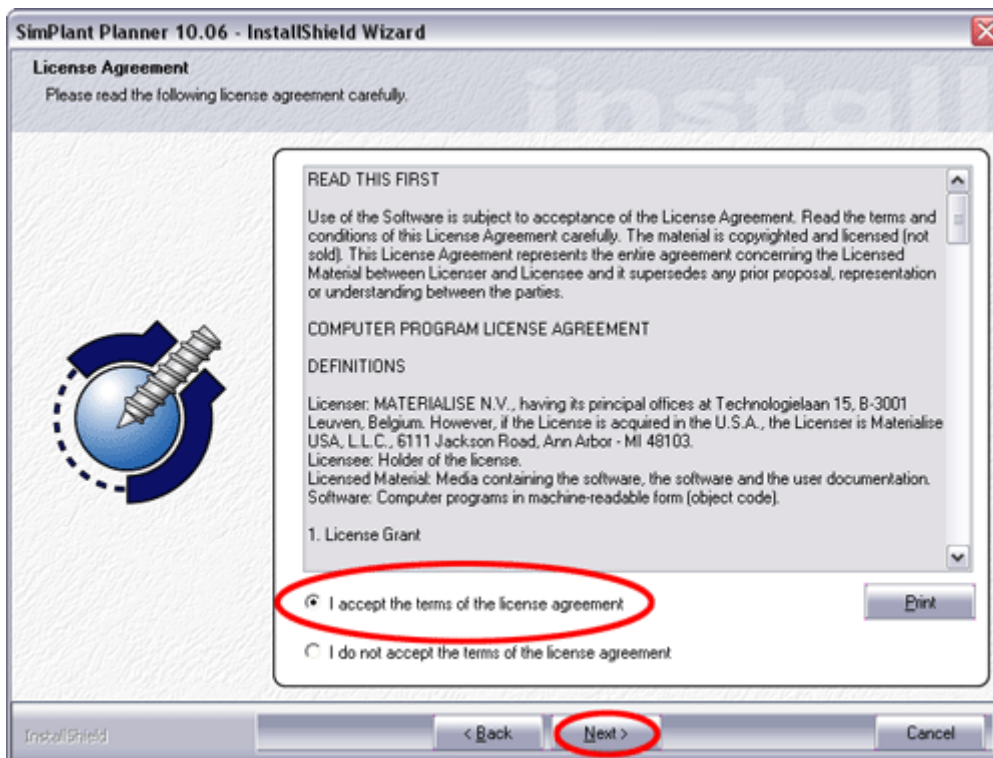 SimPlant Planner 10.06 - InstallShield Wizard
License Agreement
Please read the following license agreement carefully.
install
READ THIS FIRST
Use of the Software is subject to acceptance of the License Agreement. Read the terms and
conditions of this License Agreement carefully. The material is copyrighted and licensed (not
sold). This License Agreement represents the entire agreement concerning the Licensed
Material between Licenser and Licensee and it supersedes any prior proposal, representation
or understanding between the parties.
COMPUTER PROGRAM LICENSE AGREEMENT
DEFINITIONS
Licenser: MATERIALISE N.V., having its principal offices at Technologielaan 15, B-3001
Leuven, Belgium. However, if the License is acquired in the U.S.A., the Licenser is Materialise
USA, L.L.C., 6111 Jackson Road, Ann Arbor - MI 48103.
Licensee: Holder of the license.
Licensed Material: Media containing the software, the software and the user documentation.
Software: Computer programs in machine-readable form (object code).
1. License Grant
I accept the terms of the license agreement
Print
I do not accept the terms of the license agreement
InstallShield
< Back
Next >
Cancel